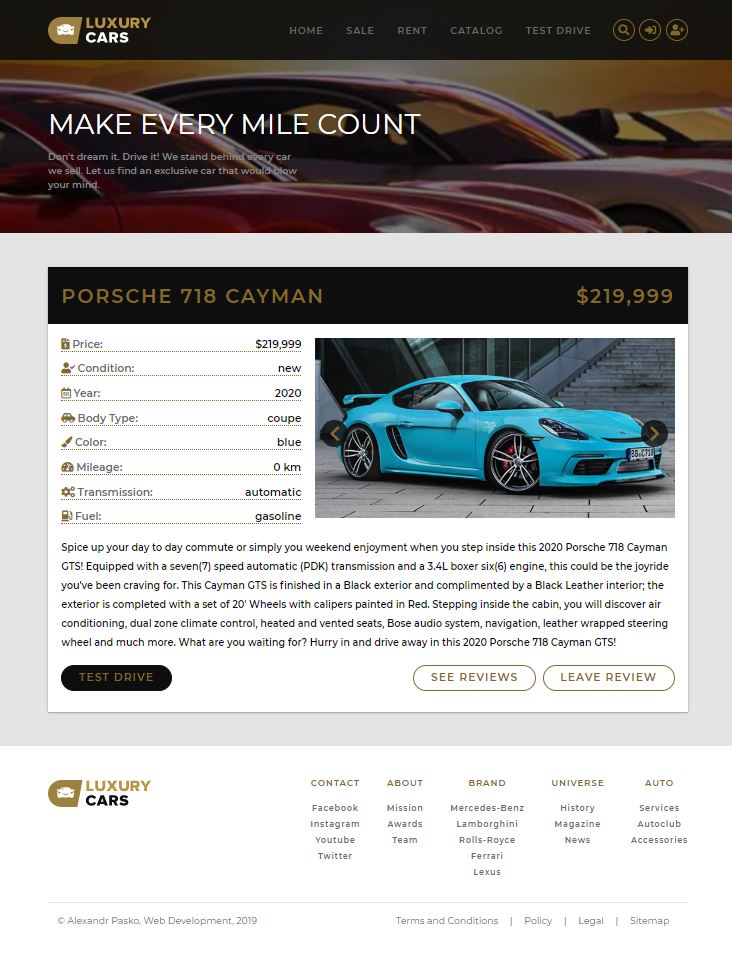 LUXURY
CARS
HOME SALE RENT CATALOG TEST DRIVE
MAKE EVERY MILE COUNT
Don't dream it. Drive it! We stand behind every car
we sell. Let us find an exclusive car that would blow
your mind.
PORSCHE 718 CAYMAN $219,999
Price: $219,999
Condition: new
Year: 2020
Body Type: coupe
Color: blue
Mileage: 0 km
Transmission: automatic
Fuel: gasoline
Spice up your day to day commute or simply you weekend enjoyment when you step inside this 2020 Porsche 718 Cayman
GTS! Equipped with a seven(7) speed automatic (PDK) transmission and a 3.4L boxer six(6) engine, this could be the joyride
you've been craving for. This Cayman GTS is finished in a Black exterior and complimented by a Black Leather interior; the
exterior is completed with a set of 20' Wheels with calipers painted in Red. Stepping inside the cabin, you will discover air
conditioning, dual zone climate control, heated and vented seats, Bose audio system, navigation, leather wrapped steering
wheel and much more. What are you waiting for? Hurry in and drive away in this 2020 Porsche 718 Cayman GTS!
TEST DRIVE SEE REVIEWS LEAVE REVIEW
LUXURY
CARS
CONTACT ABOUT BRAND UNIVERSE AUTO
Facebook Mission Mercedes-Benz History Services
Instagram Awards Lamborghini Magazine Autoclub
Youtube Team Rolls-Royce News Accessories
Twitter Ferrari
Lexus
© Alexandr Pasko, Web Development, 2019 Terms and Conditions | Policy | Legal | Sitemap